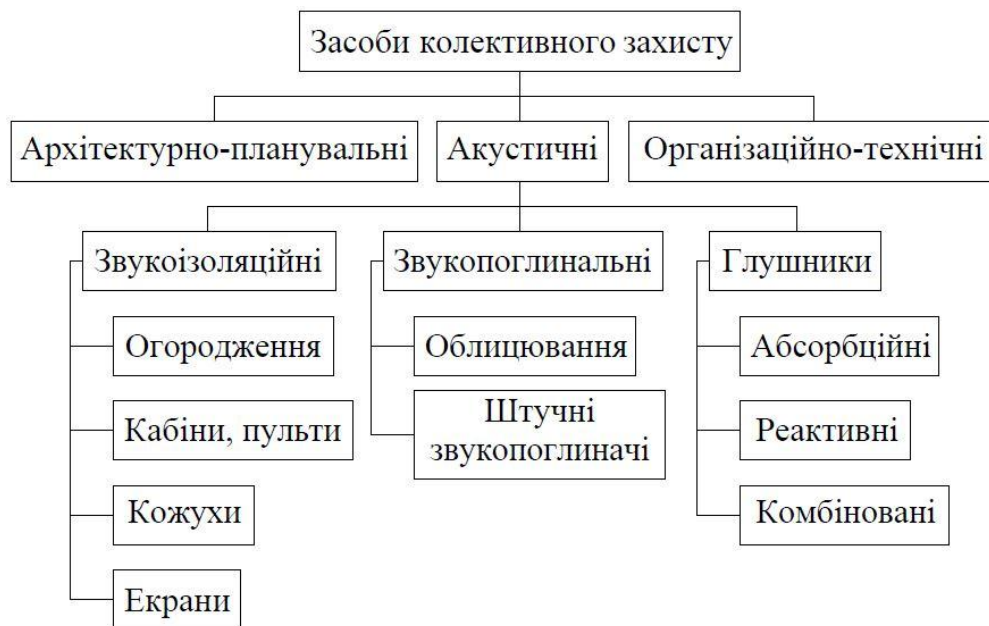 Засоби колективного захисту
Архітектурно-планувальні
Акустичні
Організаційно-технічні
Звукоізоляційні
Звукопоглинальні
Глушники
Огородження
Облицювання
Абсорбційні
Кабіни, пульти
Штучні
звукопоглиначі
Реактивні
Кожухи
Комбіновані
Екрани